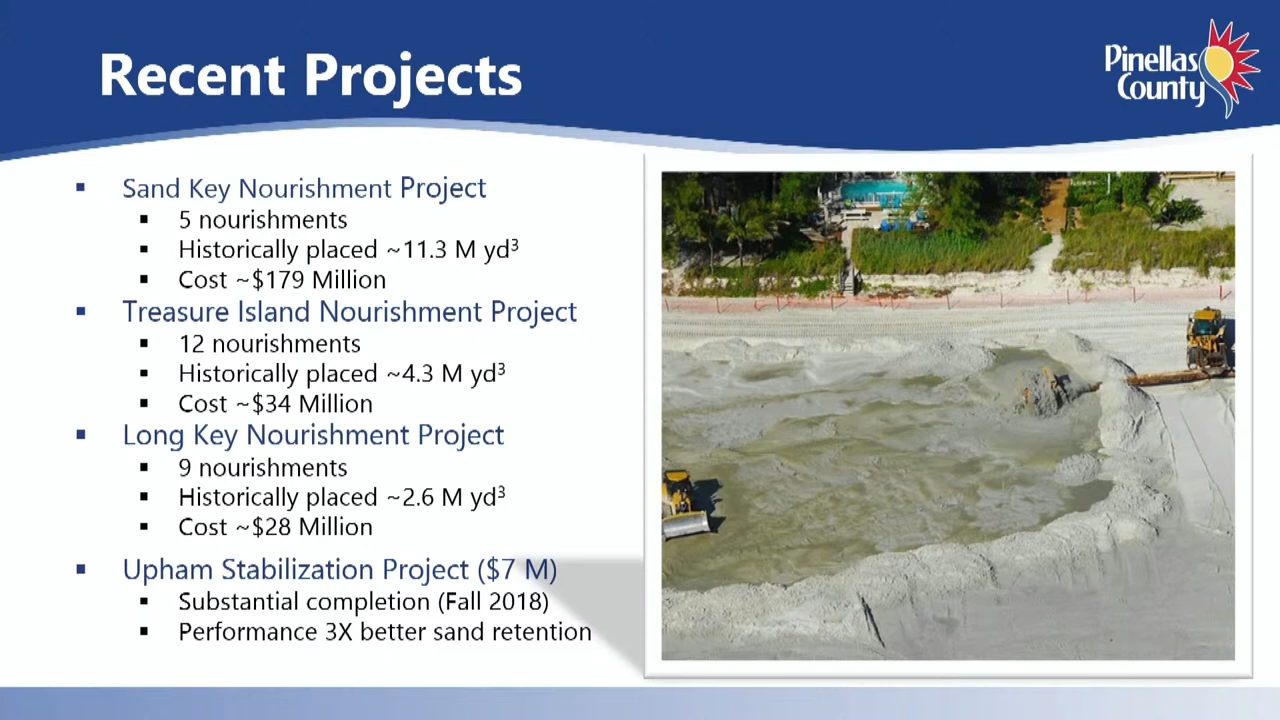 Recent Projects
Pinellas
County
▪ Sand Key Nourishment Project
▪ 5 nourishments
▪ Historically placed ~11.3 M yd³
▪ Cost ~$179 Million
▪ Treasure Island Nourishment Project
▪ 12 nourishments
▪ Historically placed ~4.3 M yd³
▪ Cost ~$34 Million
▪ Long Key Nourishment Project
▪ 9 nourishments
▪ Historically placed ~2.6 M yd³
▪ Cost ~$28 Million
▪ Upham Stabilization Project ($7 M)
▪ Substantial completion (Fall 2018)
▪ Performance 3X better sand retention